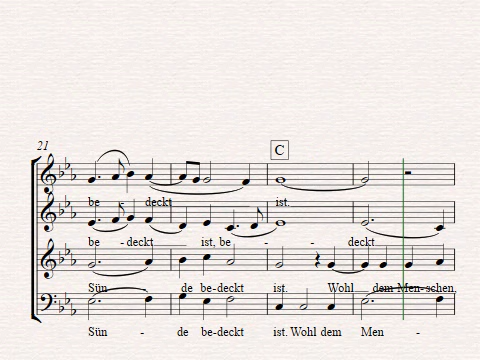 21
C
be - deckt ist.
be - deckt ist, be - - deckt
Sün - de be-deckt ist. Wohl dem Men-schen,
Sün - de be-deckt ist. Wohl dem Men -